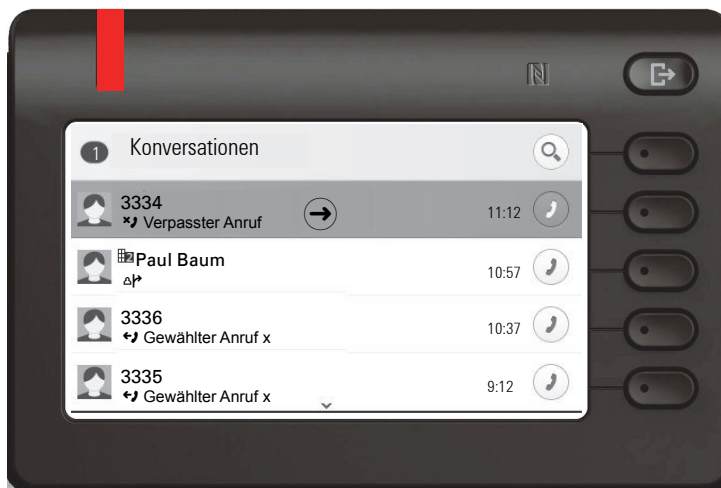 1 Konversationen
3334
Verpasster Anruf
11:12
2 Paul Baum
10:57
3336
Gewählter Anruf x
10:37
3335
Gewählter Anruf x
9:12